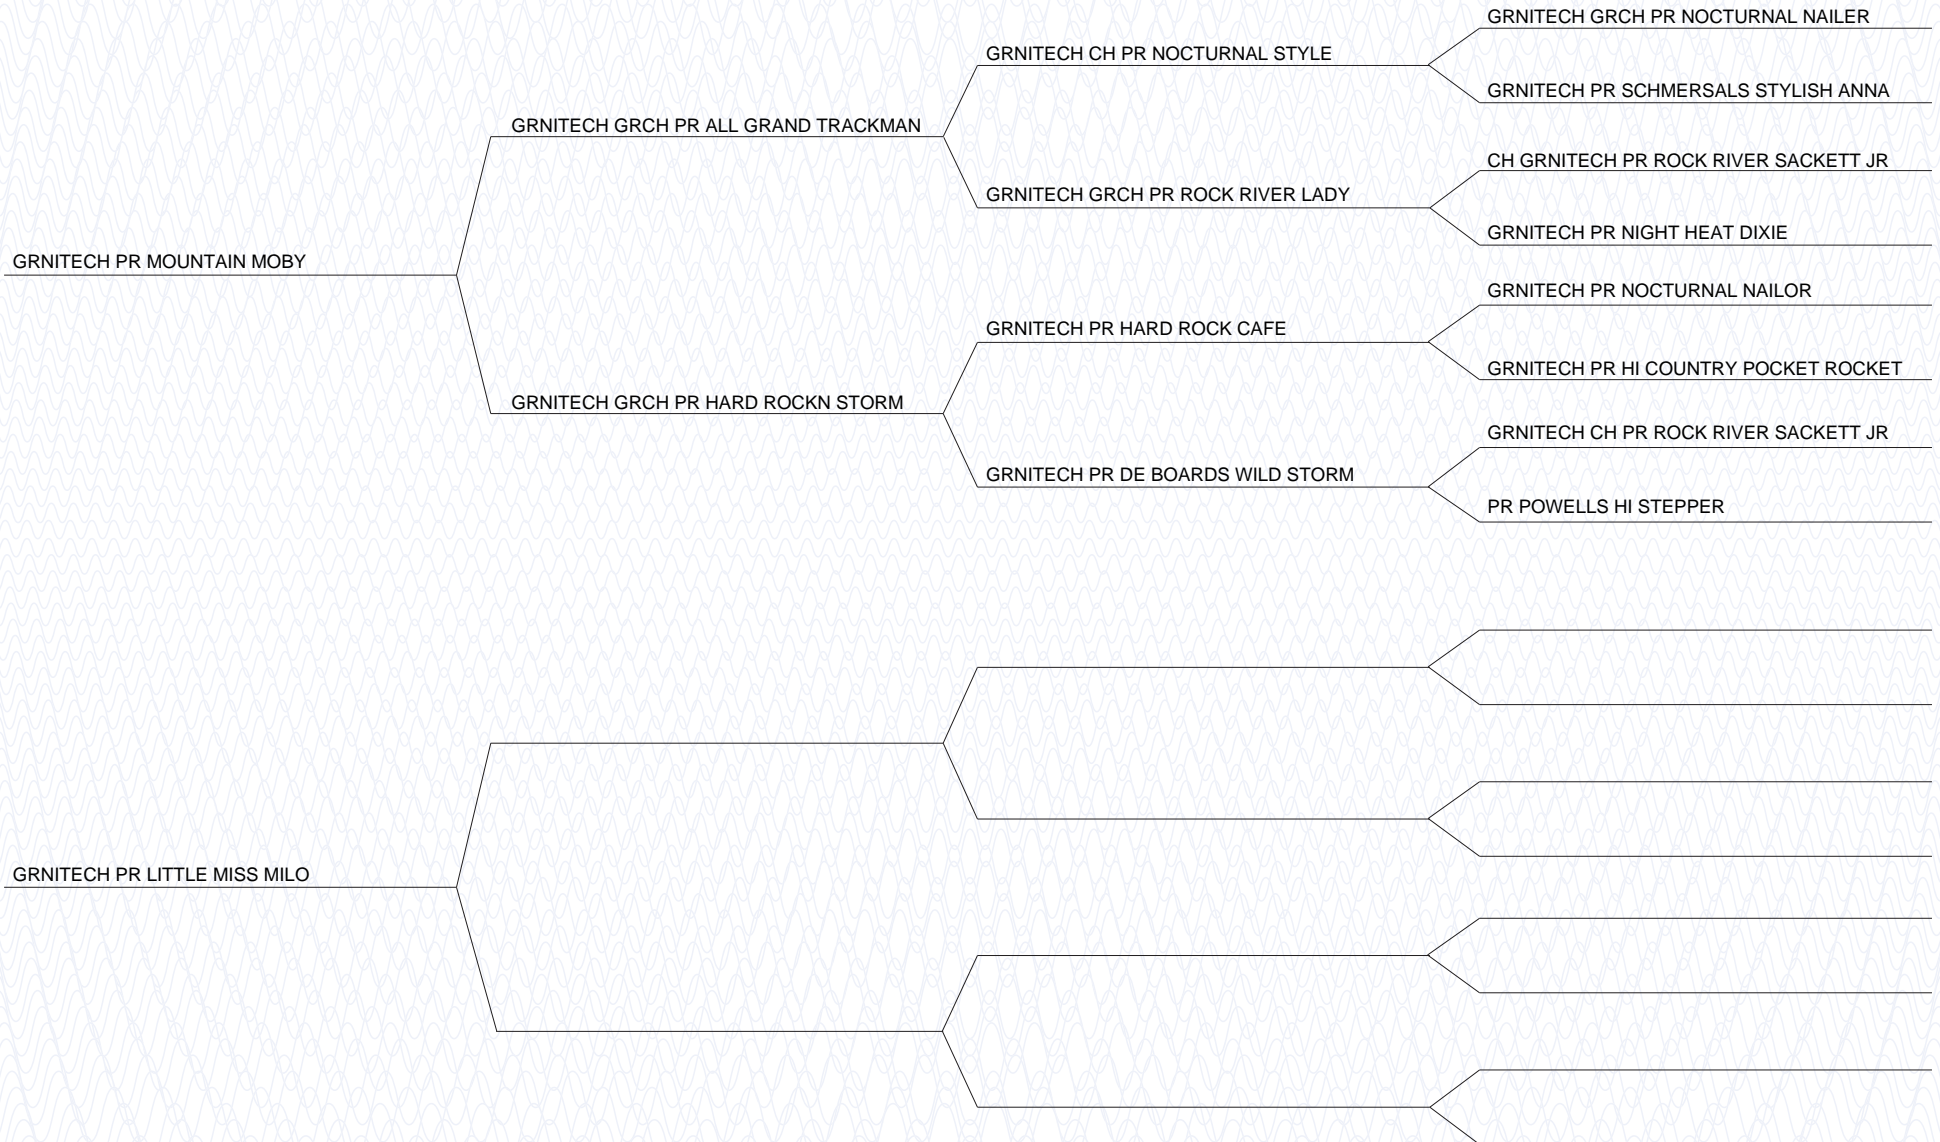 GRNITECH GRCH PR NOCTURNAL NAILER
GRNITECH CH PR NOCTURNAL STYLE
GRNITECH PR SCHMERSALS STYLISH ANNA
GRNITECH GRCH PR ALL GRAND TRACKMAN
CH GRNITECH PR ROCK RIVER SACKETT JR
GRNITECH GRCH PR ROCK RIVER LADY
GRNITECH PR NIGHT HEAT DIXIE
GRNITECH PR MOUNTAIN MOBY
GRNITECH PR NOCTURNAL NAILOR
GRNITECH PR HARD ROCK CAFE
GRNITECH PR HI COUNTRY POCKET ROCKET
GRNITECH GRCH PR HARD ROCKN STORM
GRNITECH CH PR ROCK RIVER SACKETT JR
GRNITECH PR DE BOARDS WILD STORM
PR POWELLS HI STEPPER
GRNITECH PR LITTLE MISS MILO